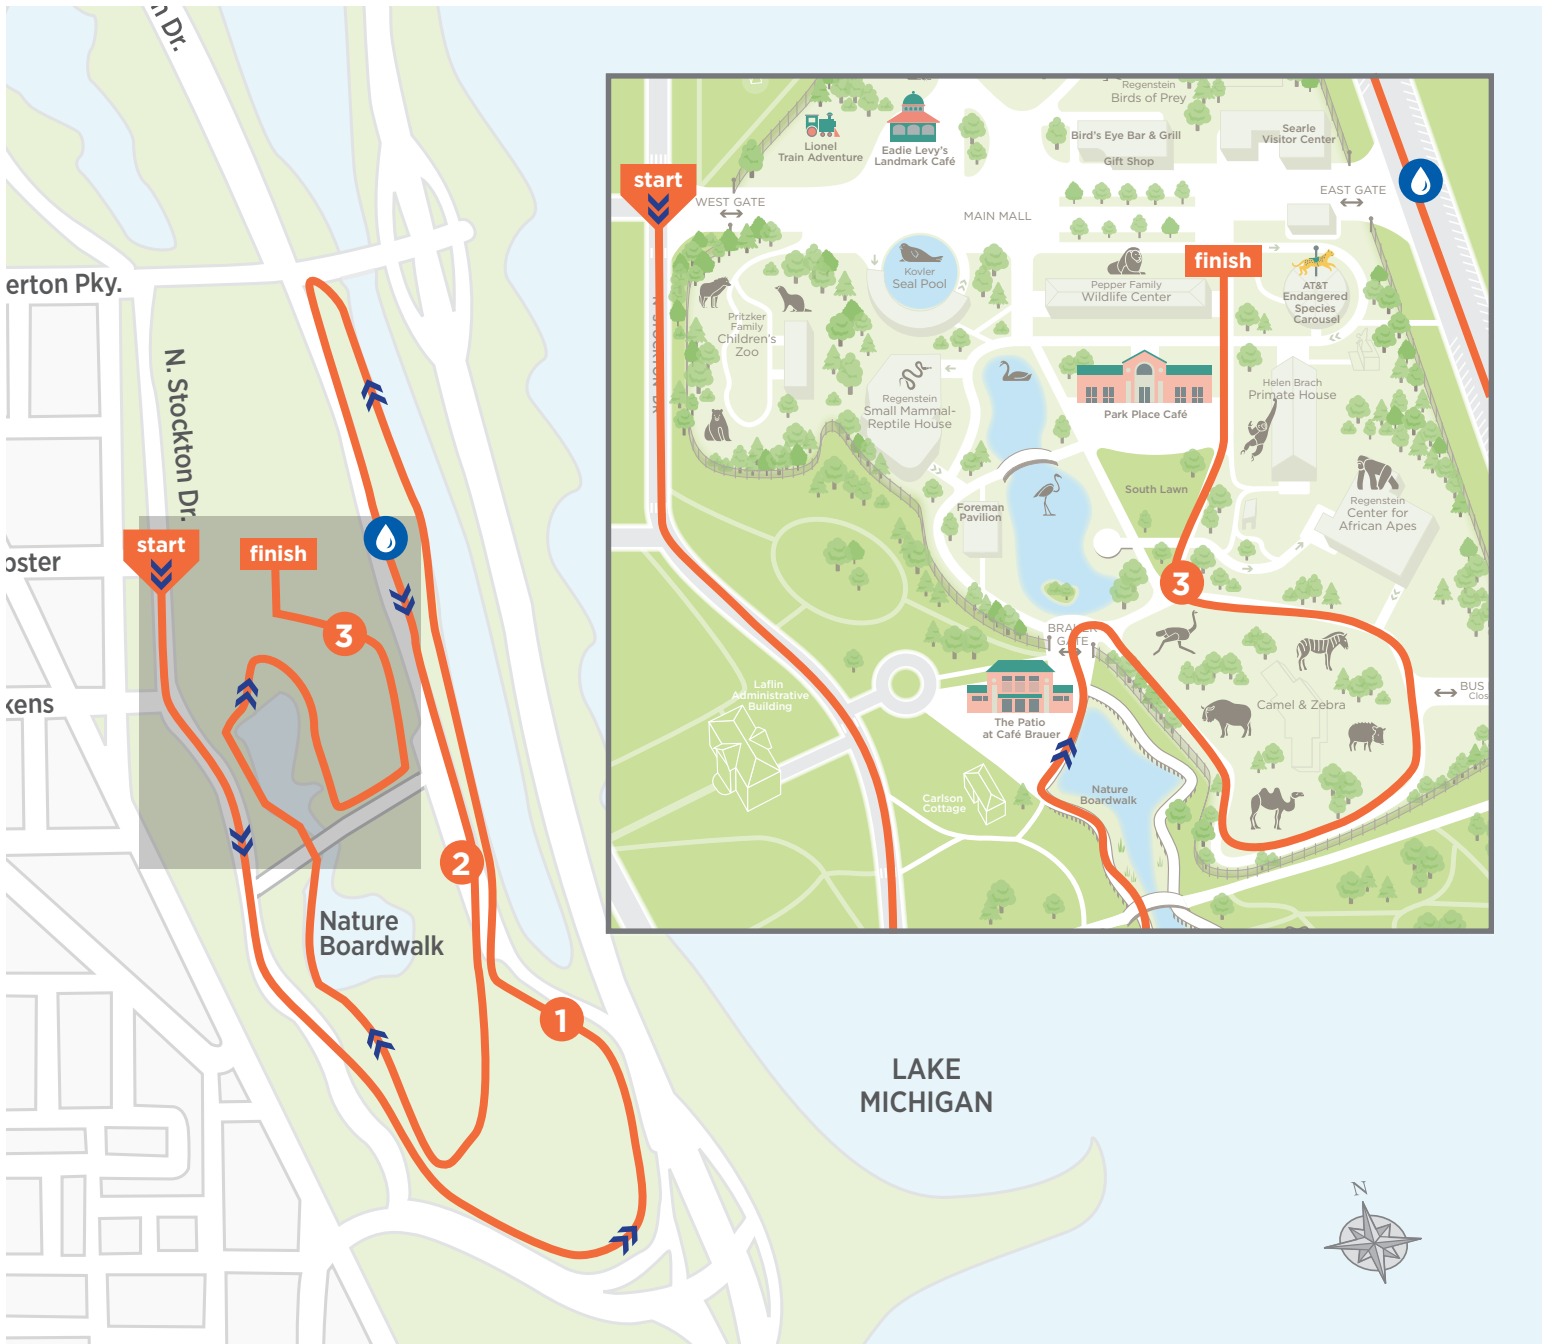 n Dr.
erton Pky.
N. Stockton Dr.
start
finish
oster
3
kens
2
Nature
Boardwalk
1
LAKE
MICHIGAN
N
Regenstein
Birds of Prey
Lionel
Train Adventure
Eadie Levy's
Landmark Café
Bird's Eye Bar & Grill
Gift Shop
Searle
Visitor Center
start
WEST GATE
EAST GATE
MAIN MALL
N. STOCKTON DR.
Kovler
Seal Pool
Pepper Family
Wildlife Center
finish
AT&T
Endangered
Species
Carousel
Pritzker
Family
Children's
Zoo
Regenstein
Small Mammal-
Reptile House
Park Place Café
Helen Brach
Primate House
South Lawn
Foreman
Pavilion
Regenstein
Center for
African Apes
3
BRAUER
GATE
Laflin
Administrative
Building
The Patio
at Café Brauer
Camel & Zebra
BUS
Clos
Nature
Boardwalk
Carlson
Cottage